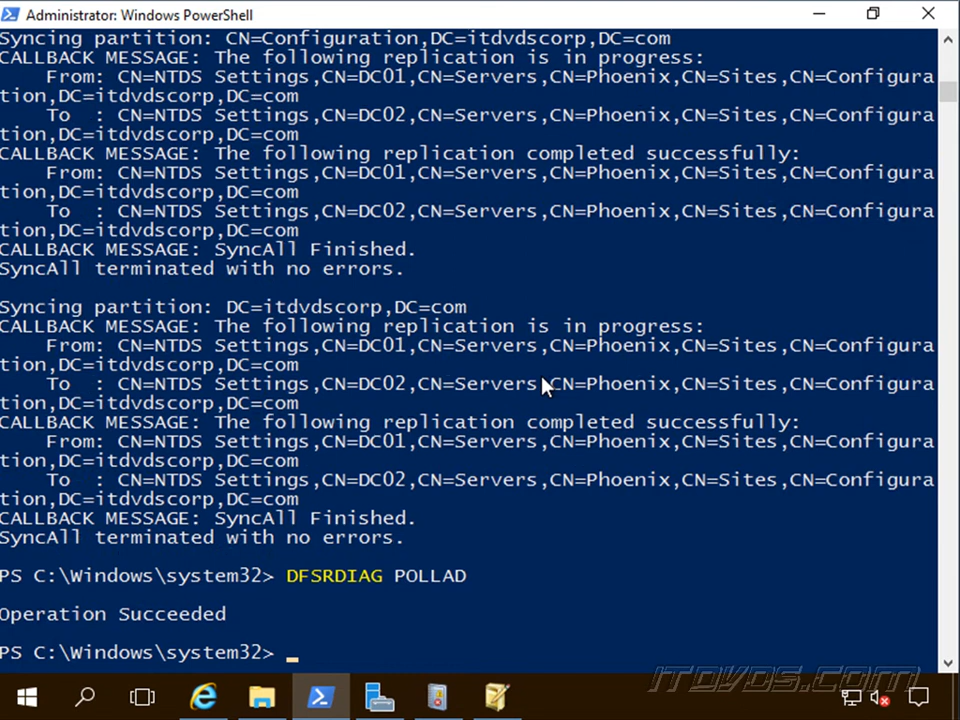 Administrator: Windows PowerShell
Syncing partition: CN=Configuration,DC=itdvdscorp,DC=com
CALLBACK MESSAGE: The following replication is in progress:
    From: CN=NTDS Settings,CN=DC01,CN=Servers,CN=Phoenix,CN=Sites,CN=Configura
tion,DC=itdvdscorp,DC=com
    To  : CN=NTDS Settings,CN=DC02,CN=Servers,CN=Phoenix,CN=Sites,CN=Configura
tion,DC=itdvdscorp,DC=com
CALLBACK MESSAGE: The following replication completed successfully:
    From: CN=NTDS Settings,CN=DC01,CN=Servers,CN=Phoenix,CN=Sites,CN=Configura
tion,DC=itdvdscorp,DC=com
    To  : CN=NTDS Settings,CN=DC02,CN=Servers,CN=Phoenix,CN=Sites,CN=Configura
tion,DC=itdvdscorp,DC=com
CALLBACK MESSAGE: SyncAll Finished.
SyncAll terminated with no errors.
Syncing partition: DC=itdvdscorp,DC=com
CALLBACK MESSAGE: The following replication is in progress:
    From: CN=NTDS Settings,CN=DC01,CN=Servers,CN=Phoenix,CN=Sites,CN=Configura
tion,DC=itdvdscorp,DC=com
    To  : CN=NTDS Settings,CN=DC02,CN=Servers,CN=Phoenix,CN=Sites,CN=Configura
tion,DC=itdvdscorp,DC=com
CALLBACK MESSAGE: The following replication completed successfully:
    From: CN=NTDS Settings,CN=DC01,CN=Servers,CN=Phoenix,CN=Sites,CN=Configura
tion,DC=itdvdscorp,DC=com
    To  : CN=NTDS Settings,CN=DC02,CN=Servers,CN=Phoenix,CN=Sites,CN=Configura
tion,DC=itdvdscorp,DC=com
CALLBACK MESSAGE: SyncAll Finished.
SyncAll terminated with no errors.
PS C:\Windows\system32> DFSRDIAG POLLAD
Operation Succeeded
PS C:\Windows\system32> _
ITDVDS.com